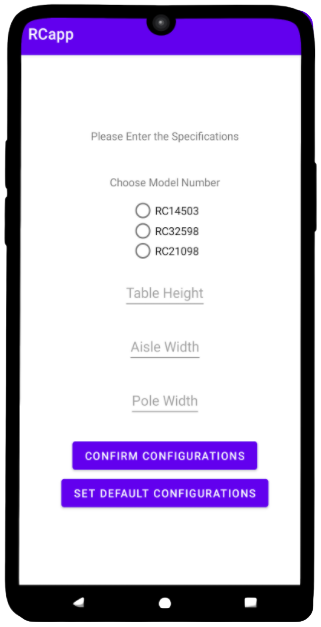 RCapp
Please Enter the Specifications
Choose Model Number
RC14503
RC32598
RC21098
Table Height
Aisle Width
Pole Width
CONFIRM CONFIGURATIONS
SET DEFAULT CONFIGURATIONS